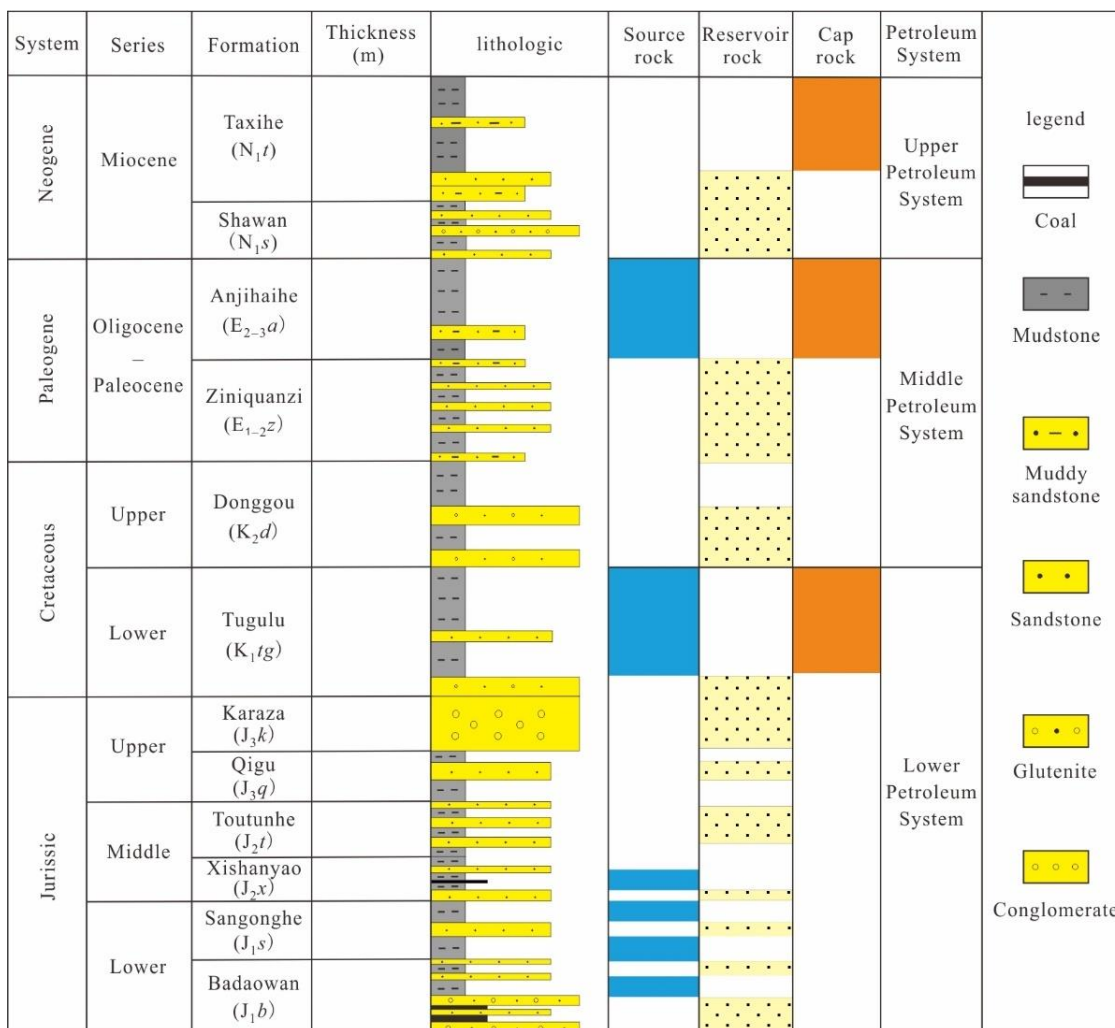 System
Series
Formation
Thickness
(m)
lithologic
Source
rock
Reservoir
rock
Cap
rock
Petroleum
System
Neogene
Miocene
Taxihe
(N₁t)
Shawan
(N₁s)
Upper
Petroleum
System
Paleogene
Oligocene
–
Paleocene
Anjihaihe
(E₂₋₃a)
Ziniquanzi
(E₁₋₂z)
Middle
Petroleum
System
Cretaceous
Upper
Donggou
(K₂d)
Lower
Tugulu
(K₁tg)
Jurissic
Upper
Karaza
(J₃k)
Qigu
(J₃q)
Middle
Toutunhe
(J₂t)
Xishanyao
(J₂x)
Lower
Sangonghe
(J₁s)
Badaowan
(J₁b)
Lower
Petroleum
System
legend
Coal
Mudstone
Muddy
sandstone
Sandstone
Glutenite
Conglomerate